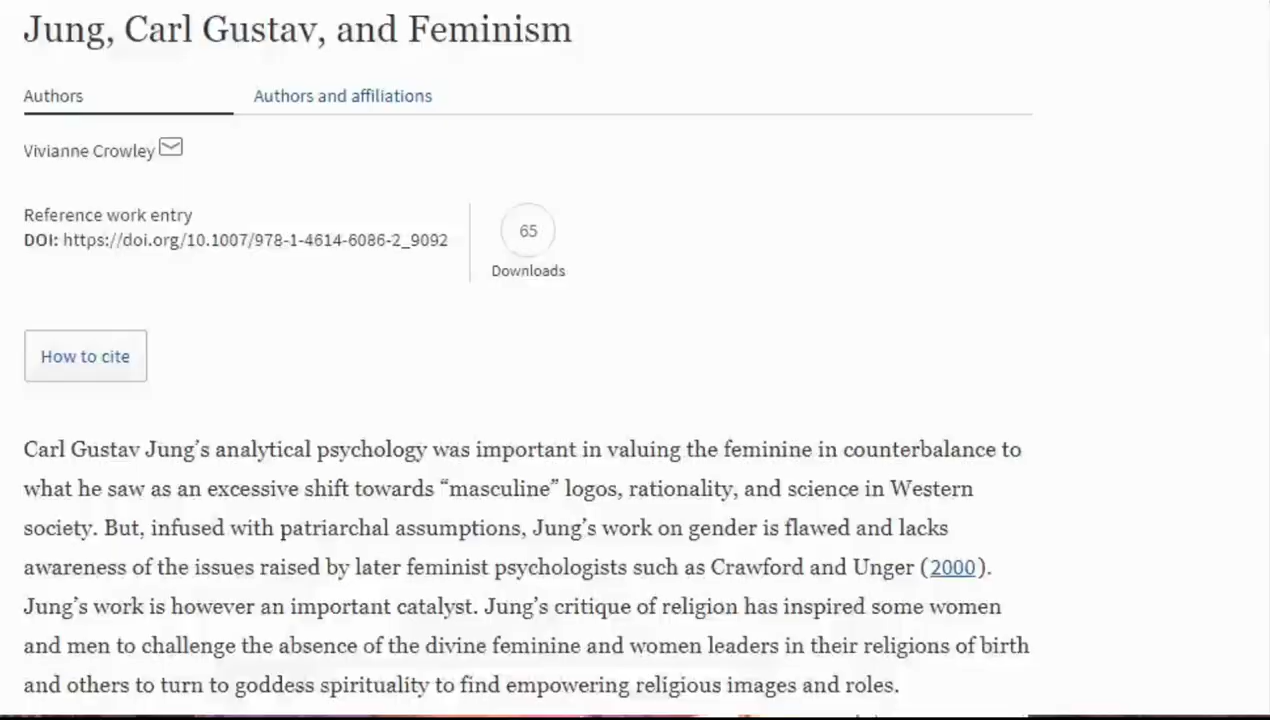 Jung, Carl Gustav, and Feminism
Authors
Authors and affiliations
Vivianne Crowley
Reference work entry
DOI: https://doi.org/10.1007/978-1-4614-6086-2_9092
65
Downloads
How to cite
Carl Gustav Jung's analytical psychology was important in valuing the feminine in counterbalance to
what he saw as an excessive shift towards “masculine” logos, rationality, and science in Western
society. But, infused with patriarchal assumptions, Jung's work on gender is flawed and lacks
awareness of the issues raised by later feminist psychologists such as Crawford and Unger (2000).
Jung's work is however an important catalyst. Jung's critique of religion has inspired some women
and men to challenge the absence of the divine feminine and women leaders in their religions of birth
and others to turn to goddess spirituality to find empowering religious images and roles.